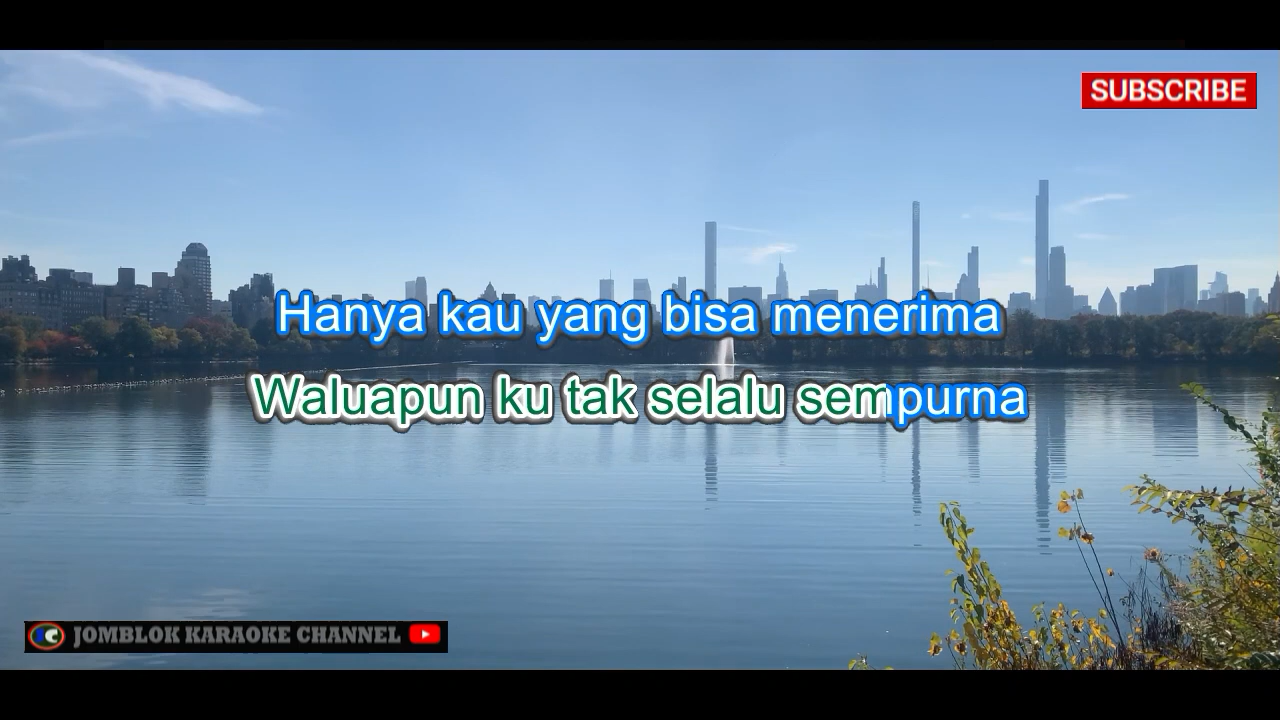 SUBSCRIBE
Hanya kau yang bisa menerima
Waluapun ku tak selalu sempurna
JOMBLOK KARAOKE CHANNEL